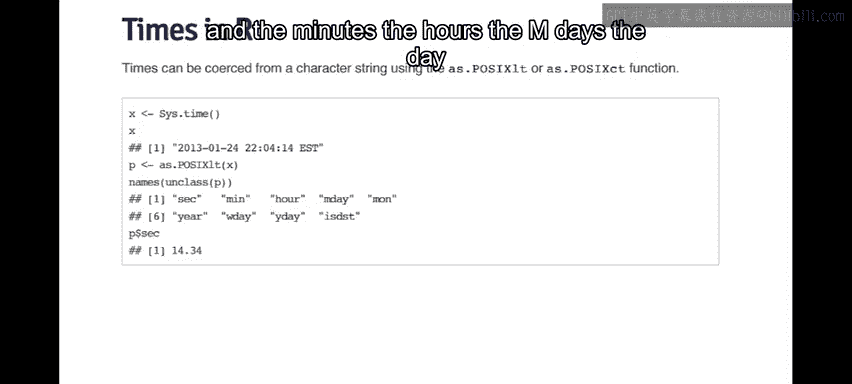 Times in R
and the minutes the hours the M days the
day
Times can be coerced from a character string using the as.POSIXlt or as.POSIXct function.
x <- Sys.time()
x
## [1] "2013-01-24 22:04:14 EST"
p <- as.POSIXlt(x)
names(unclass(p))
## [1] "sec" "min" "hour" "mday" "mon"
## [6] "year" "wday" "yday" "isdst"
p$sec
## [1] 14.34